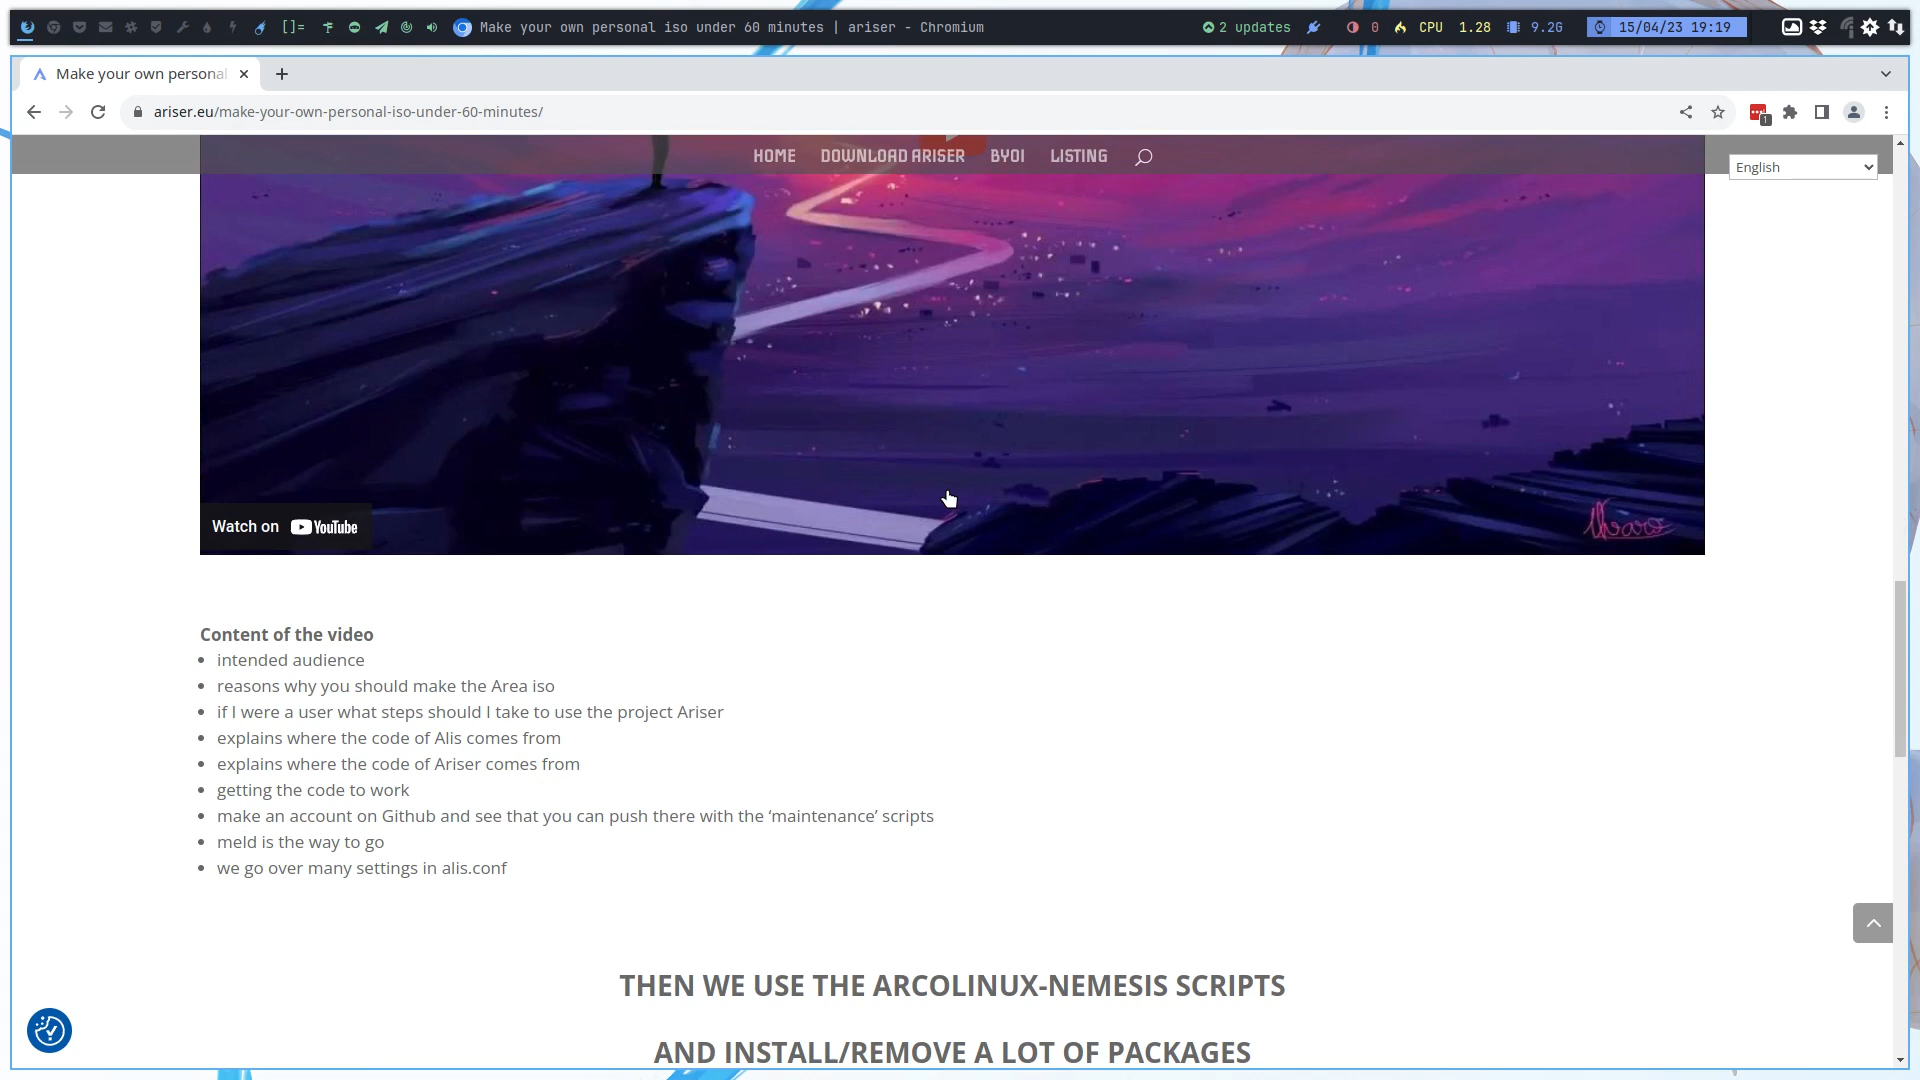 []=
Make your own personal iso under 60 minutes | ariser - Chromium
2 updates
0
CPU 1.28
9.2G
15/04/23 19:19
Make your own personal
ariser.eu/make-your-own-personal-iso-under-60-minutes/
1
HOME DOWNLOAD ARISER BYOI LISTING
English
Watch on YouTube
Content of the video
intended audience
reasons why you should make the Area iso
if I were a user what steps should I take to use the project Ariser
explains where the code of Alis comes from
explains where the code of Ariser comes from
getting the code to work
make an account on Github and see that you can push there with the ‘maintenance’ scripts
meld is the way to go
we go over many settings in alis.conf
THEN WE USE THE ARCOLINUX-NEMESIS SCRIPTS
AND INSTALL/REMOVE A LOT OF PACKAGES